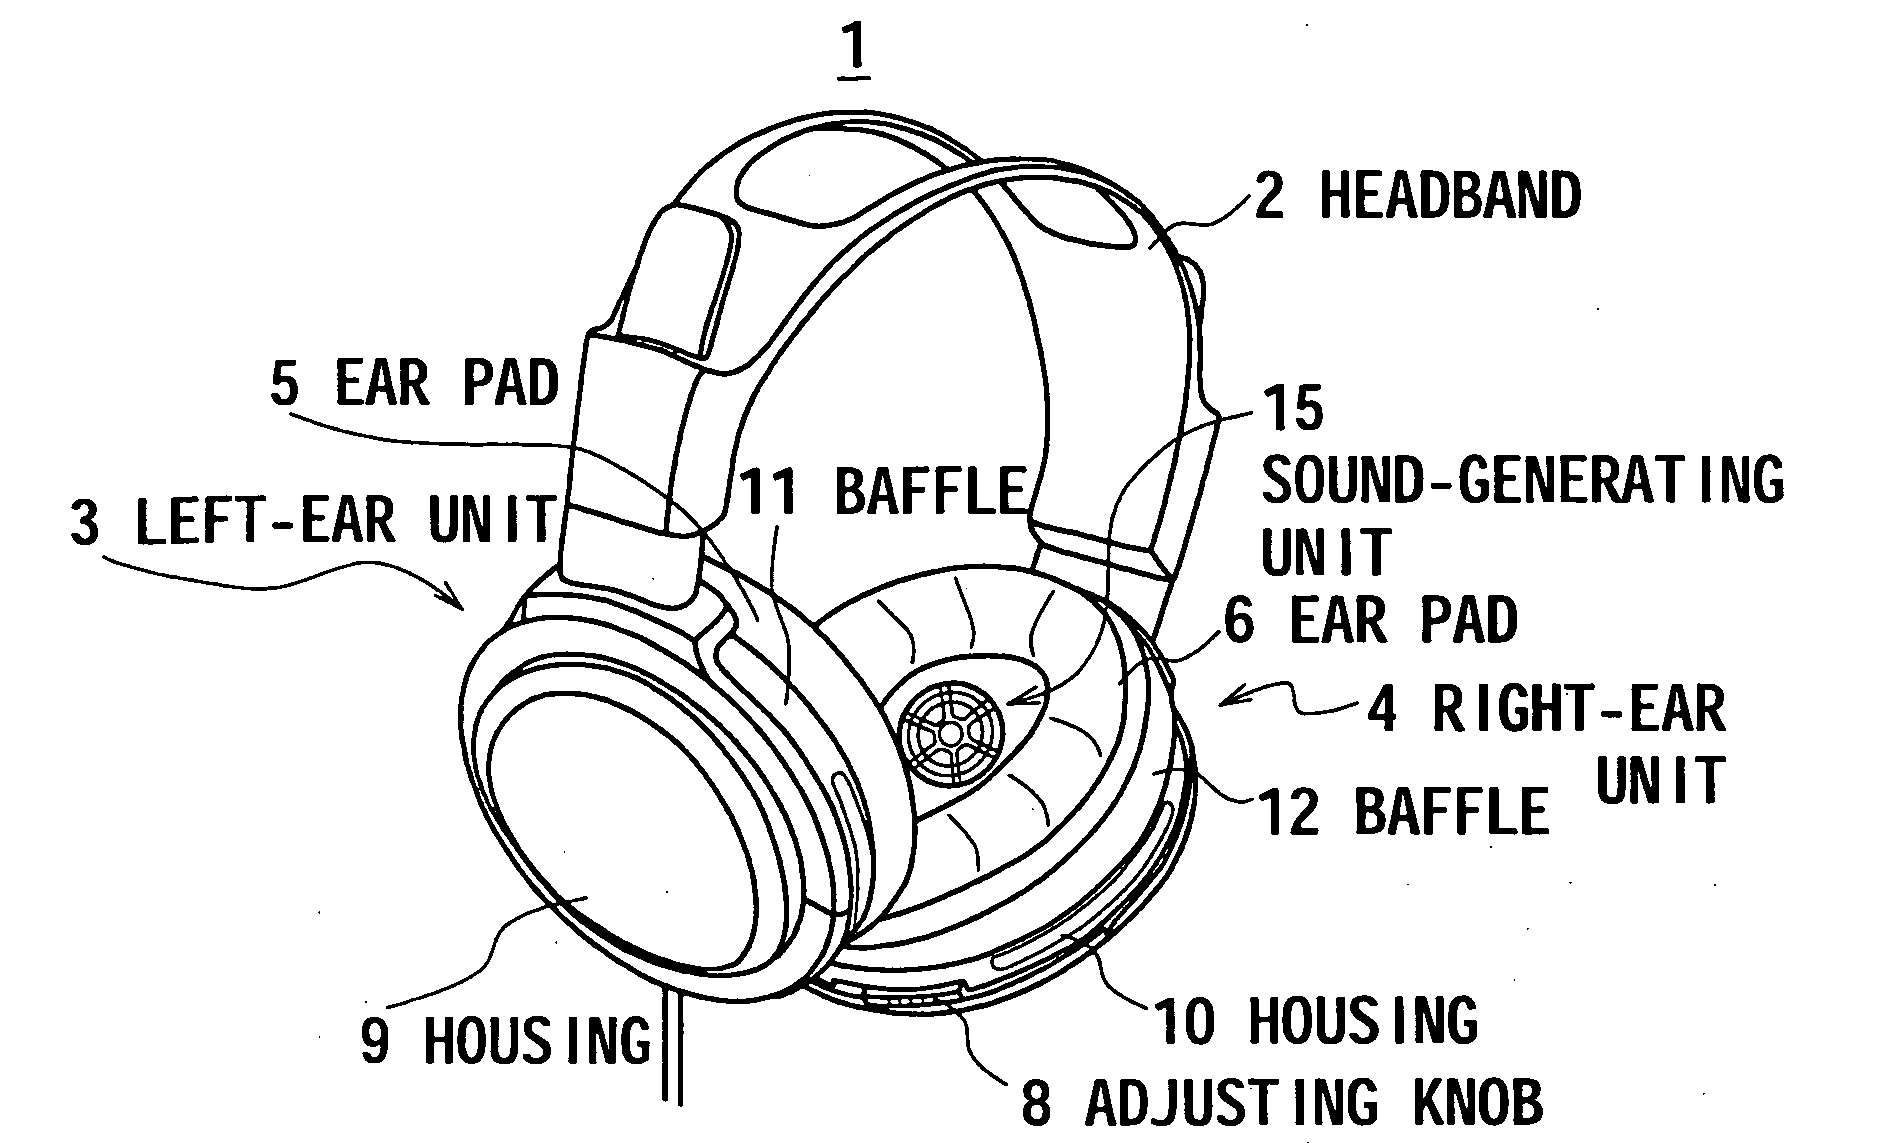 1
2 HEADBAND
5 EAR PAD
15
SOUND-GENERATING
UNIT
11 BAFFLE
3 LEFT-EAR UNIT
6 EAR PAD
4 RIGHT-EAR
UNIT
12 BAFFLE
9 HOUSING
10 HOUSING
8 ADJUSTING KNOB